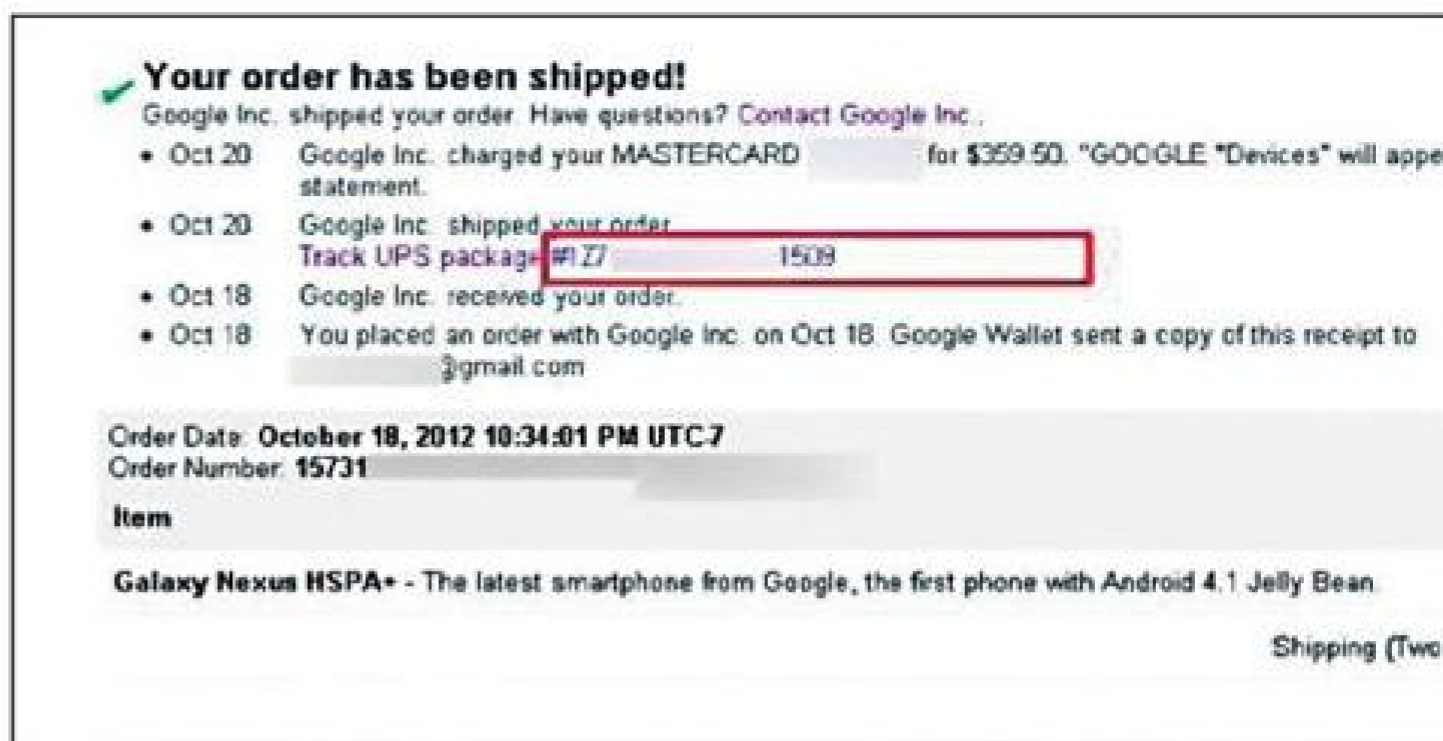 Your order has been shipped!
Google Inc. shipped your order. Have questions? Contact Google Inc..
• Oct 20 Google Inc. charged your MASTERCARD for $359.50. "GOOGLE *Devices" will appe
statement.
• Oct 20 Google Inc. shipped your order.
Track UPS package #1Z7 1509
• Oct 18 Google Inc. received your order.
• Oct 18 You placed an order with Google Inc. on Oct 18. Google Wallet sent a copy of this receipt to
@gmail.com
Order Date: October 18, 2012 10:34:01 PM UTC-7
Order Number: 15731
Item
Galaxy Nexus HSPA+ - The latest smartphone from Google, the first phone with Android 4.1 Jelly Bean.
Shipping (Two